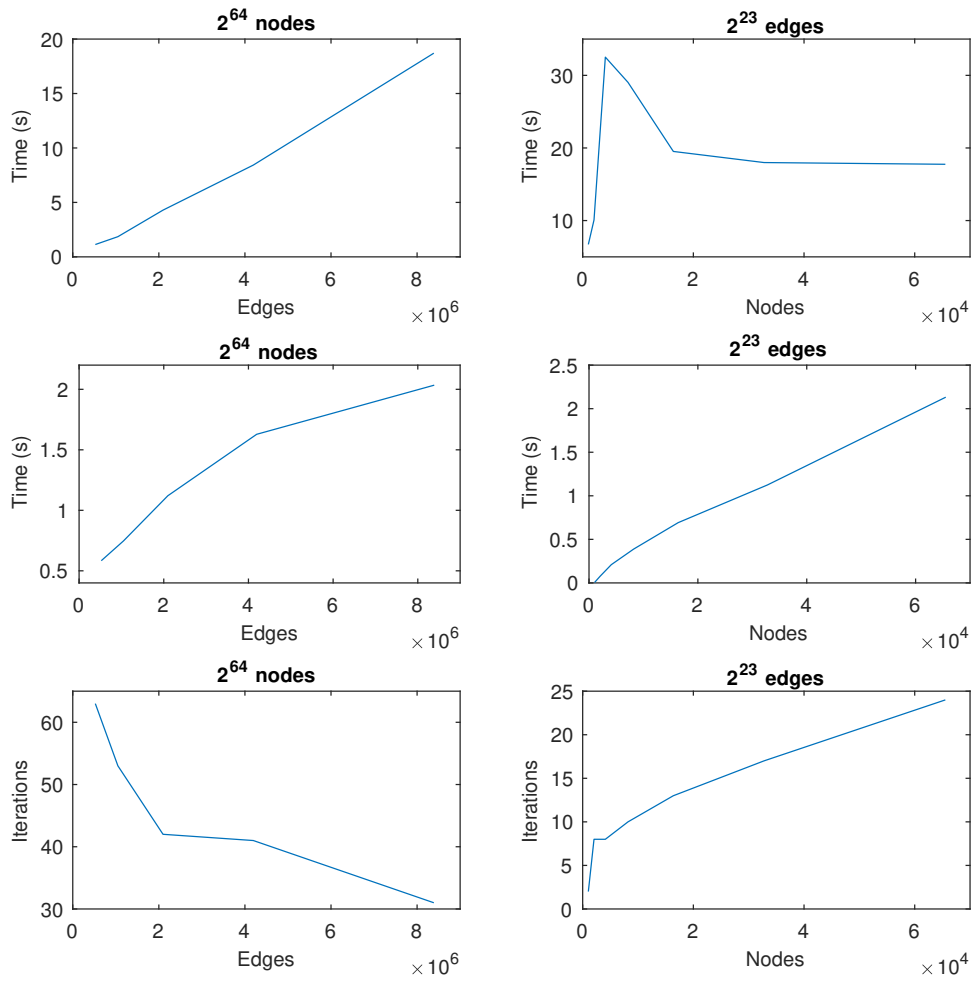 2^64 nodes
20
15
10
5
0
Time (s)
0 2 4 6 8
Edges
× 10^6
2^23 edges
30
20
10
Time (s)
0 2 4 6
Nodes
× 10^4
2^64 nodes
2
1.5
1
0.5
Time (s)
0 2 4 6 8
Edges
× 10^6
2^23 edges
2.5
2
1.5
1
0.5
0
Time (s)
0 2 4 6
Nodes
× 10^4
2^64 nodes
60
50
40
30
Iterations
0 2 4 6 8
Edges
× 10^6
2^23 edges
25
20
15
10
5
0
Iterations
0 2 4 6
Nodes
× 10^4